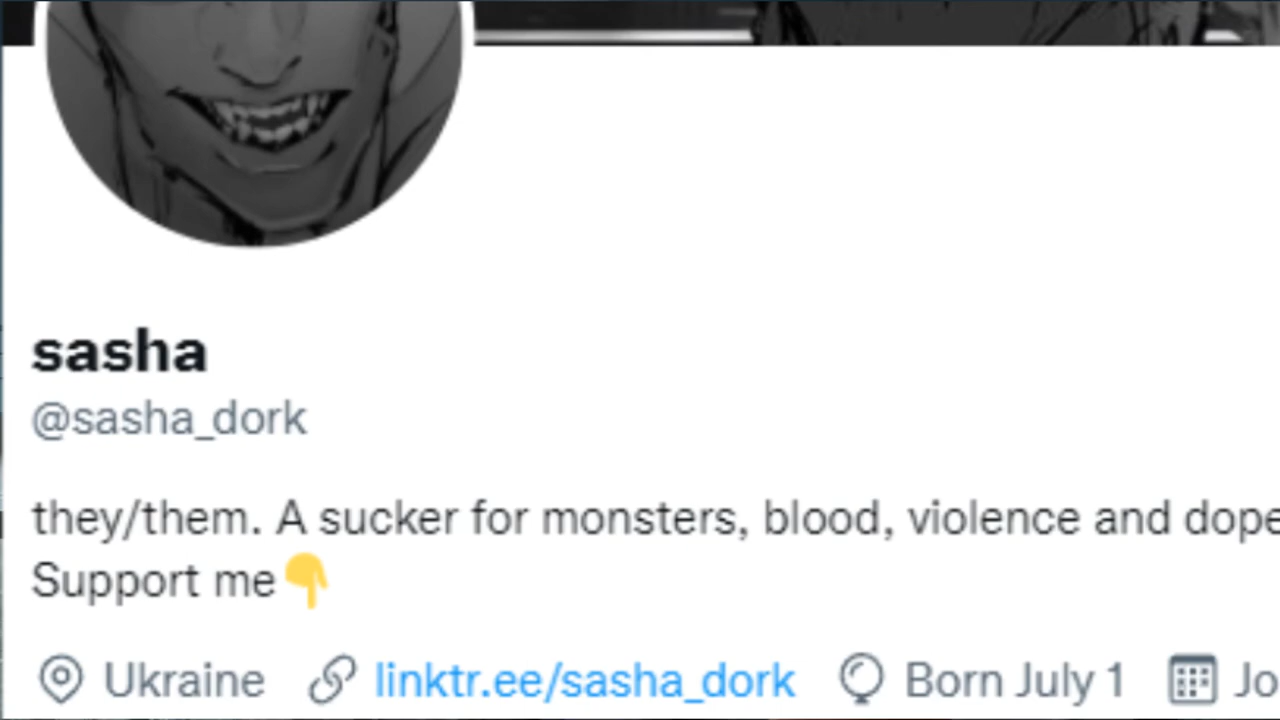 sasha
@sasha_dork
they/them. A sucker for monsters, blood, violence and dope
Support me👇
Ukraine linktr.ee/sasha_dork Born July 1 Jo